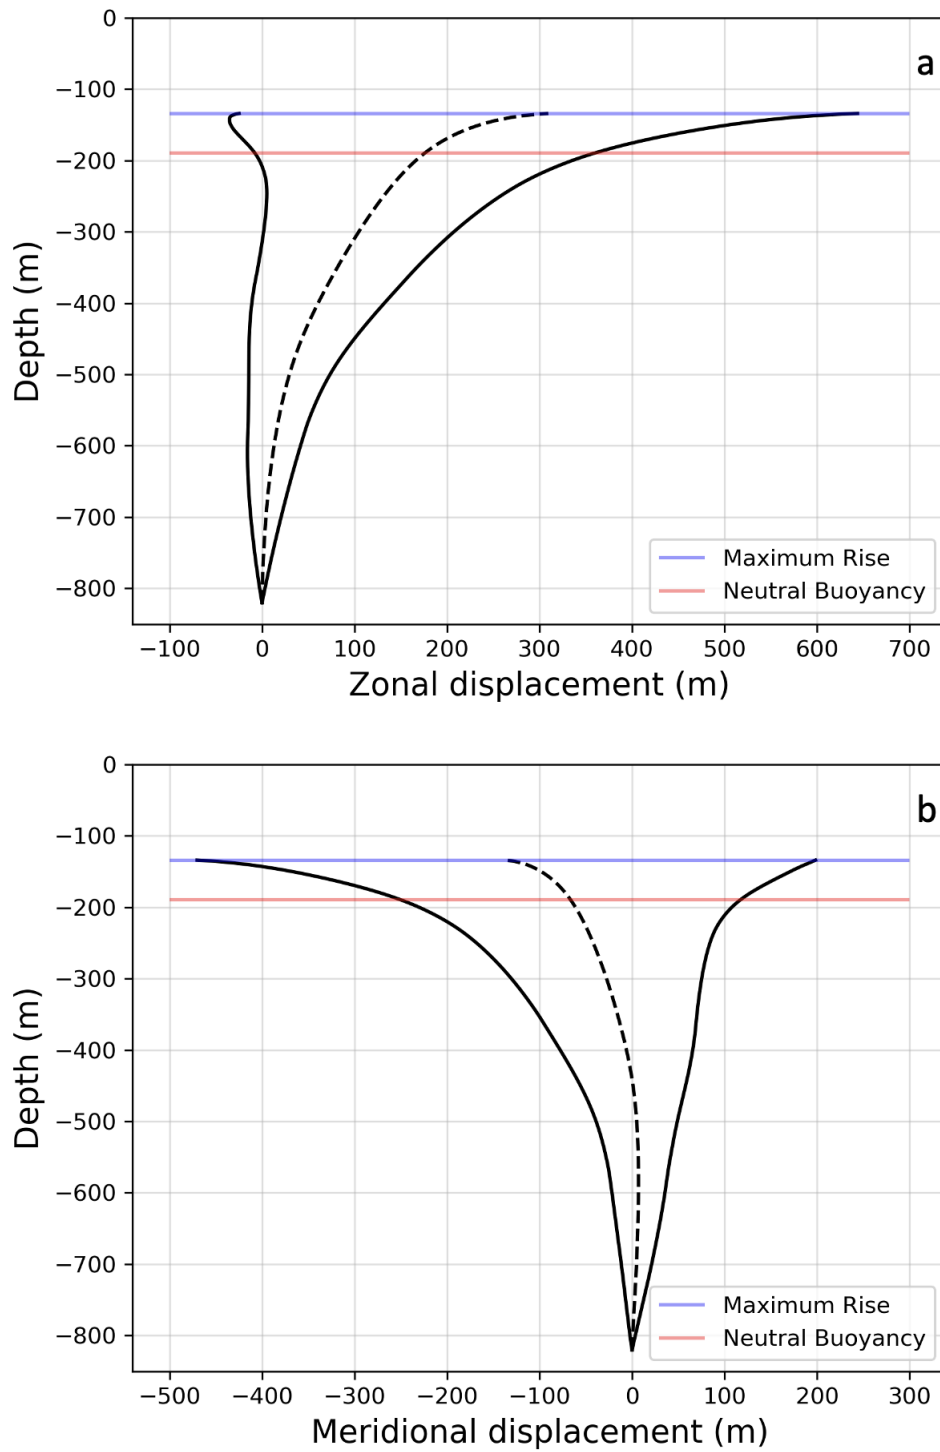 a
0
−100
−200
−300
−400
−500
−600
−700
−800
Depth (m)
Maximum Rise
Neutral Buoyancy
−100 0 100 200 300 400 500 600 700
Zonal displacement (m)
b
0
−100
−200
−300
−400
−500
−600
−700
−800
Depth (m)
Maximum Rise
Neutral Buoyancy
−500 −400 −300 −200 −100 0 100 200 300
Meridional displacement (m)